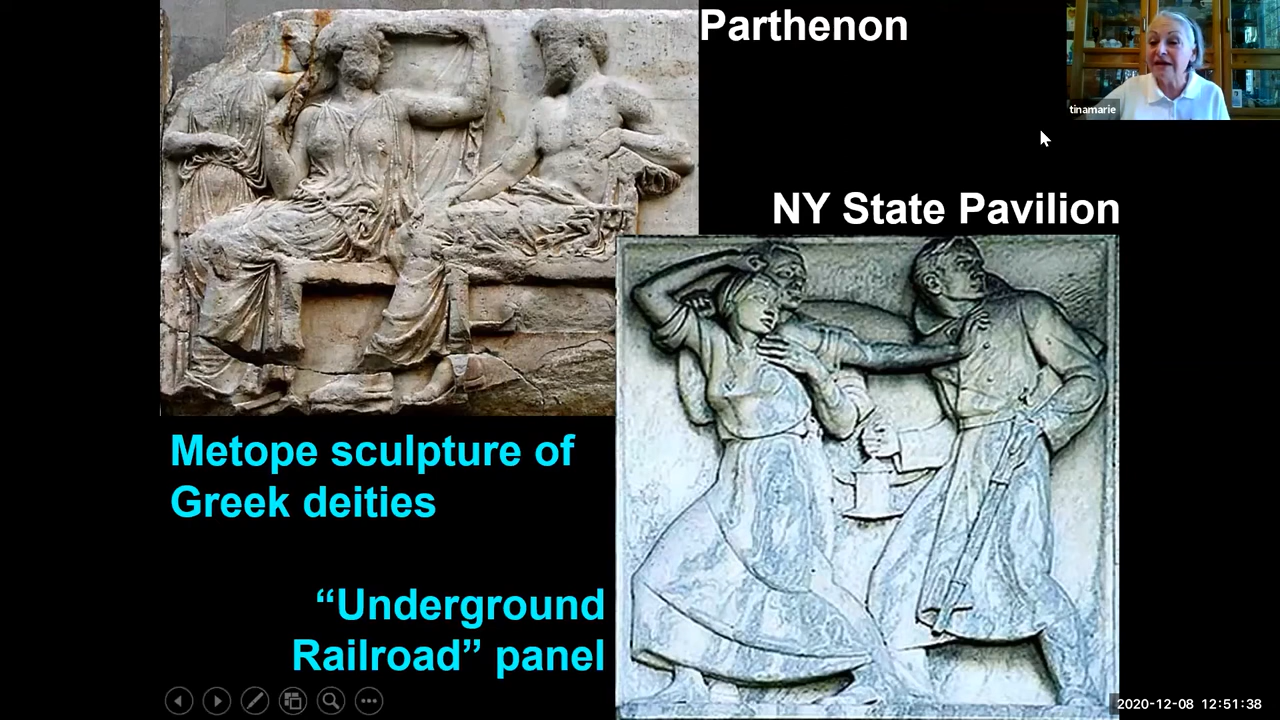 Parthenon
tinamarie
NY State Pavilion
Metope sculpture of
Greek deities
“Underground
Railroad” panel
2020-12-08 12:51:38